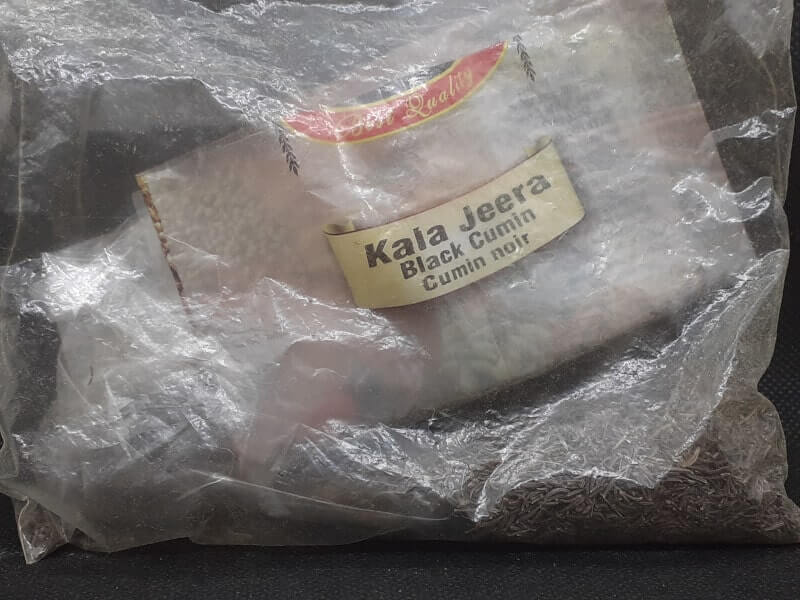 Best Quality
Kala Jeera
Black Cumin
Cumin noir